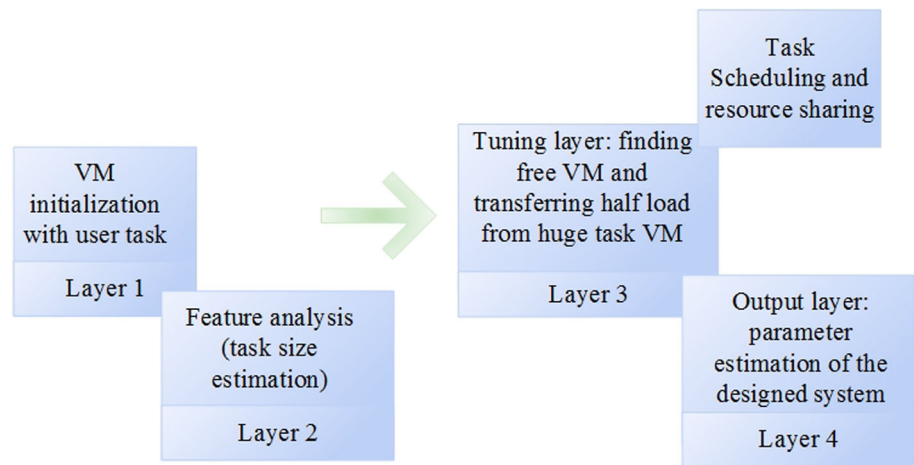 VM
initialization
with user task
Layer 1
Feature analysis
(task size
estimation)
Layer 2
Task
Scheduling and
resource sharing
Tuning layer: finding
free VM and
transferring half load
from huge task VM
Layer 3
Output layer:
parameter
estimation of the
designed system
Layer 4